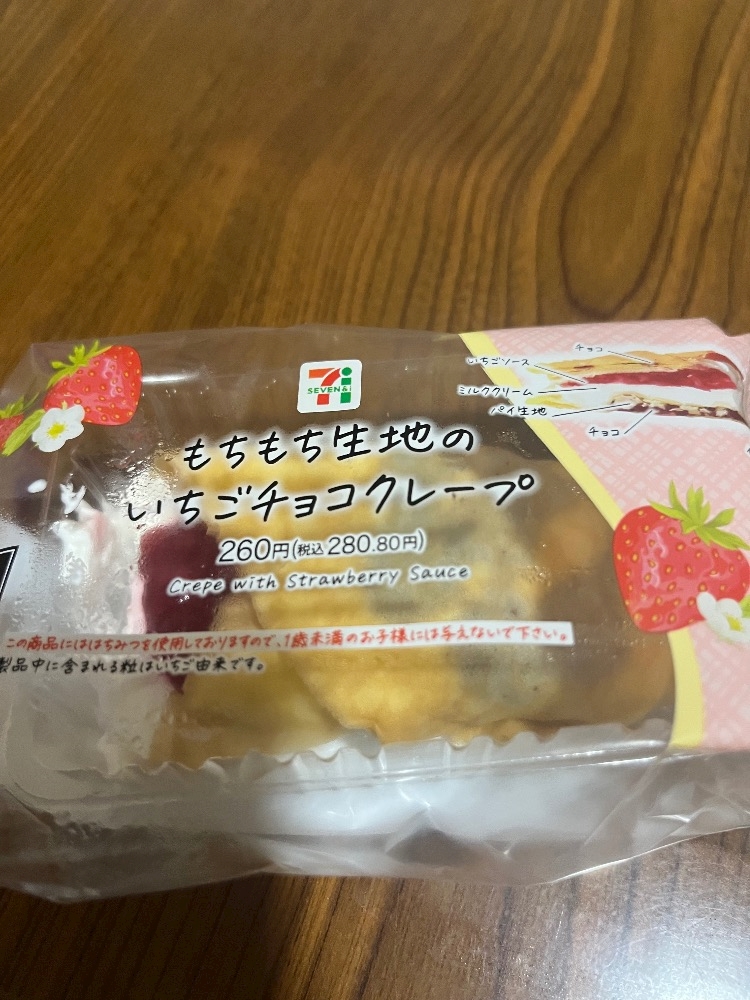 SEVEN&i
チョコ
いちごソース
ミルククリーム
パイ生地
チョコ
もちもち生地の
いちごチョコクレープ
260円(税込280.80円)
Crepe with Strawberry Sauce
この商品にははちみつを使用しておりますので、1歳未満のお子様には与えないで下さい。
製品中に含まれる粒はいちご由来です。